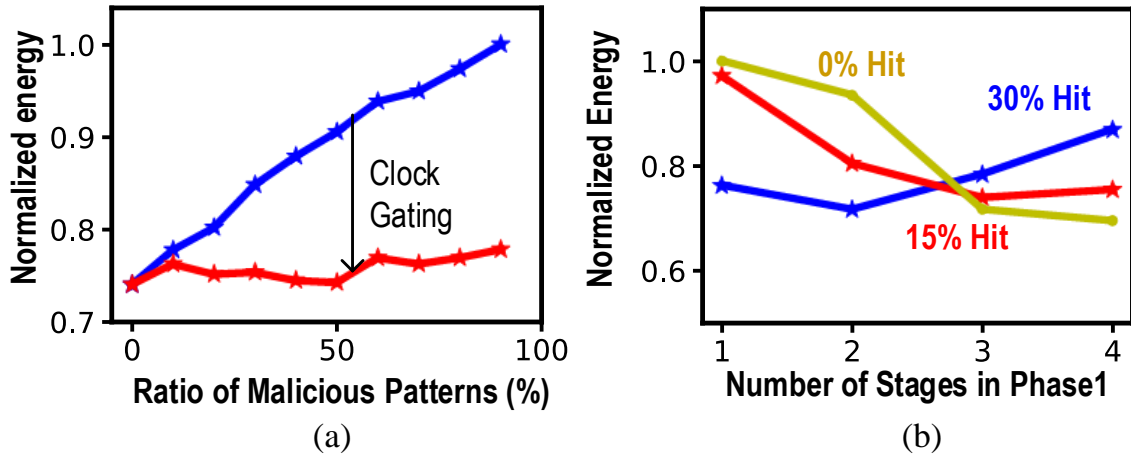 Normalized energy
1.0
0.9
0.8
0.7
0
50
100
Clock
Gating
Ratio of Malicious Patterns (%)
(a)
Normalized Energy
1.0
0.8
0.6
1
2
3
4
0% Hit
30% Hit
15% Hit
Number of Stages in Phase1
(b)